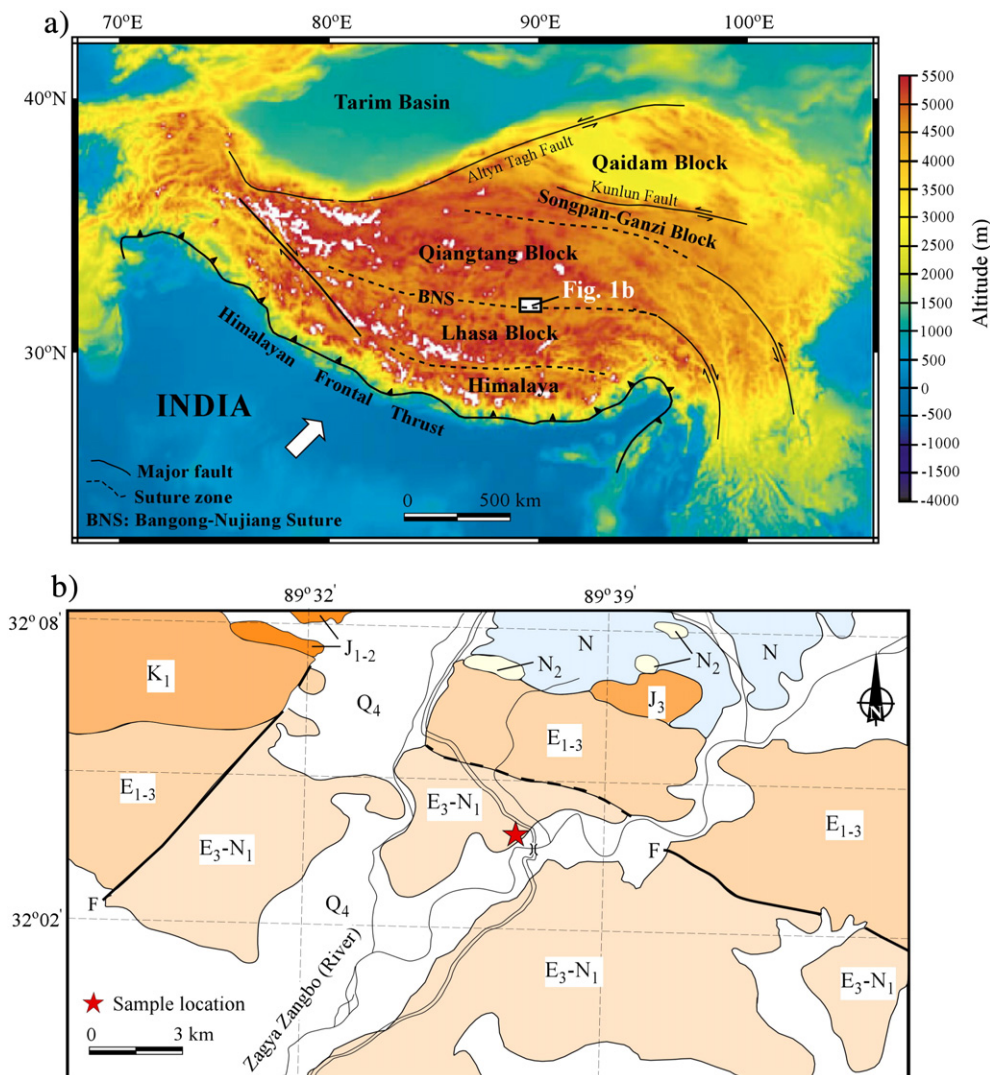 a)
70°E
80°E
90°E
100°E
40°N
30°N
Tarim Basin
Altyn Tagh Fault
Qaidam Block
Kunlun Fault
Songpan-Ganzi Block
Qiangtang Block
BNS
Fig. 1b
Lhasa Block
Himalaya
Himalayan Frontal Thrust
INDIA
Major fault
Suture zone
BNS: Bangong-Nujiang Suture
0 500 km
5500
5000
4500
4000
3500
3000
2500
2000
1500
1000
500
0
-500
-1000
-1500
-4000
Altitude (m)
b)
89° 32'
89°39'
32°08'
32°02'
J1-2
K1
Q4
N
N2
N2
N
J3
N
E1-3
E1-3
E3-N1
E3-N1
E1-3
F
F
Q4
E3-N1
E3-N1
Zagya Zangbo (River)
Sample location
0 3 km